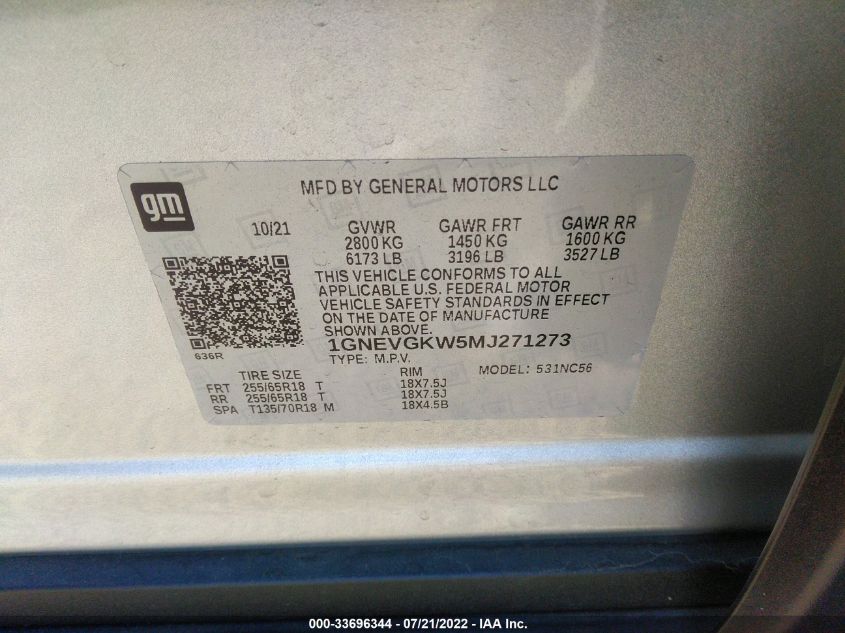 gm
MFD BY GENERAL MOTORS LLC
10/21 GVWR GAWR FRT GAWR RR
2800 KG 1450 KG 1600 KG
6173 LB 3196 LB 3527 LB
THIS VEHICLE CONFORMS TO ALL
APPLICABLE U.S. FEDERAL MOTOR
VEHICLE SAFETY STANDARDS IN EFFECT
ON THE DATE OF MANUFACTURE
SHOWN ABOVE.
1GNEVGKW5MJ271273
636R
TYPE: M.P.V.
MODEL: 531NC56
TIRE SIZE RIM
FRT 255/65R18 T 18X7.5J
RR 255/65R18 T 18X7.5J
SPA T135/70R18 M 18X4.5B
000-33696344 - 07/21/2022 - IAA Inc.